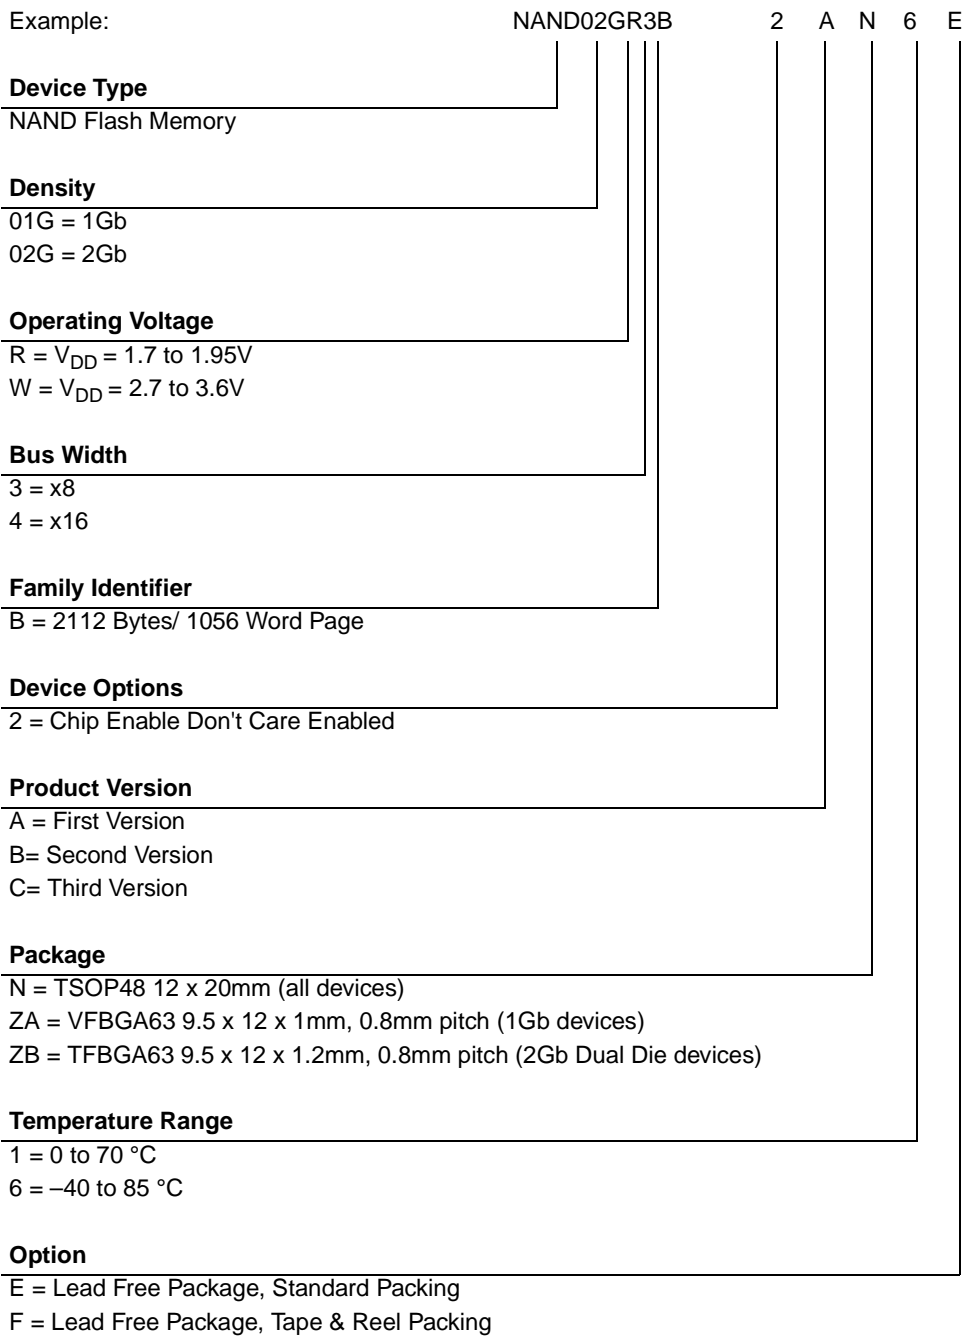 Example: NAND02GR3B 2 A N 6 E
Device Type
NAND Flash Memory
Density
01G = 1Gb
02G = 2Gb
Operating Voltage
R = VDD = 1.7 to 1.95V
W = VDD = 2.7 to 3.6V
Bus Width
3 = x8
4 = x16
Family Identifier
B = 2112 Bytes/ 1056 Word Page
Device Options
2 = Chip Enable Don't Care Enabled
Product Version
A = First Version
B= Second Version
C= Third Version
Package
N = TSOP48 12 x 20mm (all devices)
ZA = VFBGA63 9.5 x 12 x 1mm, 0.8mm pitch (1Gb devices)
ZB = TFBGA63 9.5 x 12 x 1.2mm, 0.8mm pitch (2Gb Dual Die devices)
Temperature Range
1 = 0 to 70 °C
6 = –40 to 85 °C
Option
E = Lead Free Package, Standard Packing
F = Lead Free Package, Tape & Reel Packing